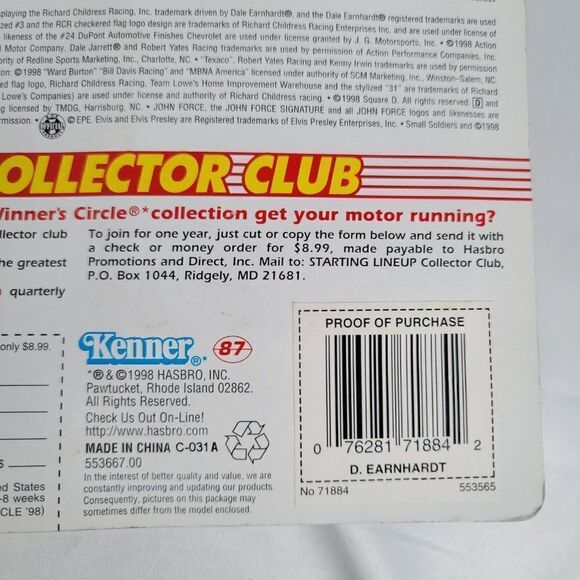 playing the Richard Childress Racing, Inc. trademark driven by Dale Earnhardt®, and the Dale Earnhardt® registered trademarks are used
zed #3 and the RCR checkered flag logo design are trademarks of Richard Childress Racing Enterprises Inc. and are used under
likeness of the #24 DuPont Automotive Finishes Chevrolet are used under license granted by J. G. Motorsports, Inc. • ©1998 Action
Motor Company. Dale Jarrett® and Robert Yates Racing trademarks are used by permission of Action Performance Companies, Inc.
ority of Redline Sports Marketing, Inc., Charlotte, NC. • "Texaco", Robert Yates Racing and Kenny Irwin trademarks are used by permission
on: ©1998 "Ward Burton" "Bill Davis Racing" and "MBNA America" licensed under authority of SCM Marketing, Inc., Winston-Salem, NC.
ed flag logo, Richard Childress Racing, Team Lowe's Home Improvement Warehouse and the stylized "31" are trademarks of Richard
Lowe's Companies) are used under license and authority of Richard Childress racing. • ©1998 Square D. All rights reserved. D and
g licensed by TMDG, Harrisburg, NC. • JOHN FORCE, the JOHN FORCE SIGNATURE and all JOHN FORCE logos and likenesses are
rmission. • ©EPE. Elvis and Elvis Presley are Registered trademarks of Elvis Presley Enterprises, Inc. • Small Soldiers and ©1998
OLLECTOR CLUB
Winner's Circle®* collection get your motor running?
llector club
he greatest
quarterly
To join for one year, just cut or copy the form below and send it with
a check or money order for $8.99, made payable to Hasbro
Promotions and Direct, Inc. Mail to: STARTING LINEUP Collector Club,
P.O. Box 1044, Ridgely, MD 21681.
only $8.99.
$
ed States
-8 weeks
CLE '98)
Kenner® 87
*® & ©1998 HASBRO, INC.
Pawtucket, Rhode Island 02862.
All Rights Reserved.
Check Us Out On-Line!
http://www.hasbro.com
MADE IN CHINA C-031A
553667.00
In the interest of better quality and value, we are
constantly improving and updating our products.
Consequently, pictures on this package may
sometimes differ from the model enclosed.
PROOF OF PURCHASE
0 76281 71884 2
D. EARNHARDT
No 71884 553565